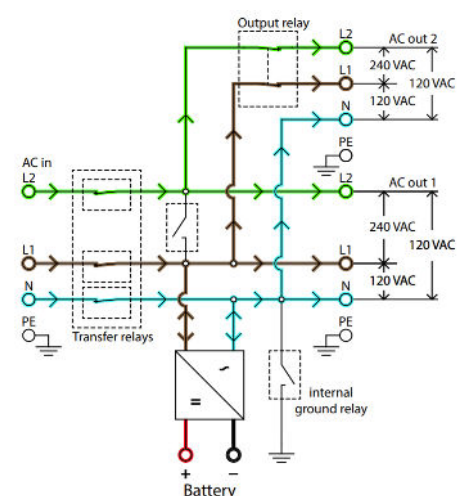 Output relay
L2
AC out 2
240 VAC
L1
120 VAC
120 VAC
N
PE
AC in
L2
L2
AC out 1
240 VAC
120 VAC
L1
L1
120 VAC
N
N
PE
PE
Transfer relays
internal
ground relay
=
~
+
−
Battery